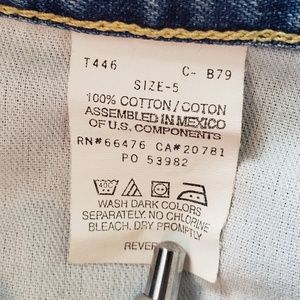 T446 C- B79
SIZE-5
100% COTTON/COTON
ASSEMBLED IN MEXICO
OF U.S. COMPONENTS
RN#66476 CA#20781
PO 53982
WASH DARK COLORS
SEPARATELY. NO CHLORINE
BLEACH. DRY PROMPTLY
REVER